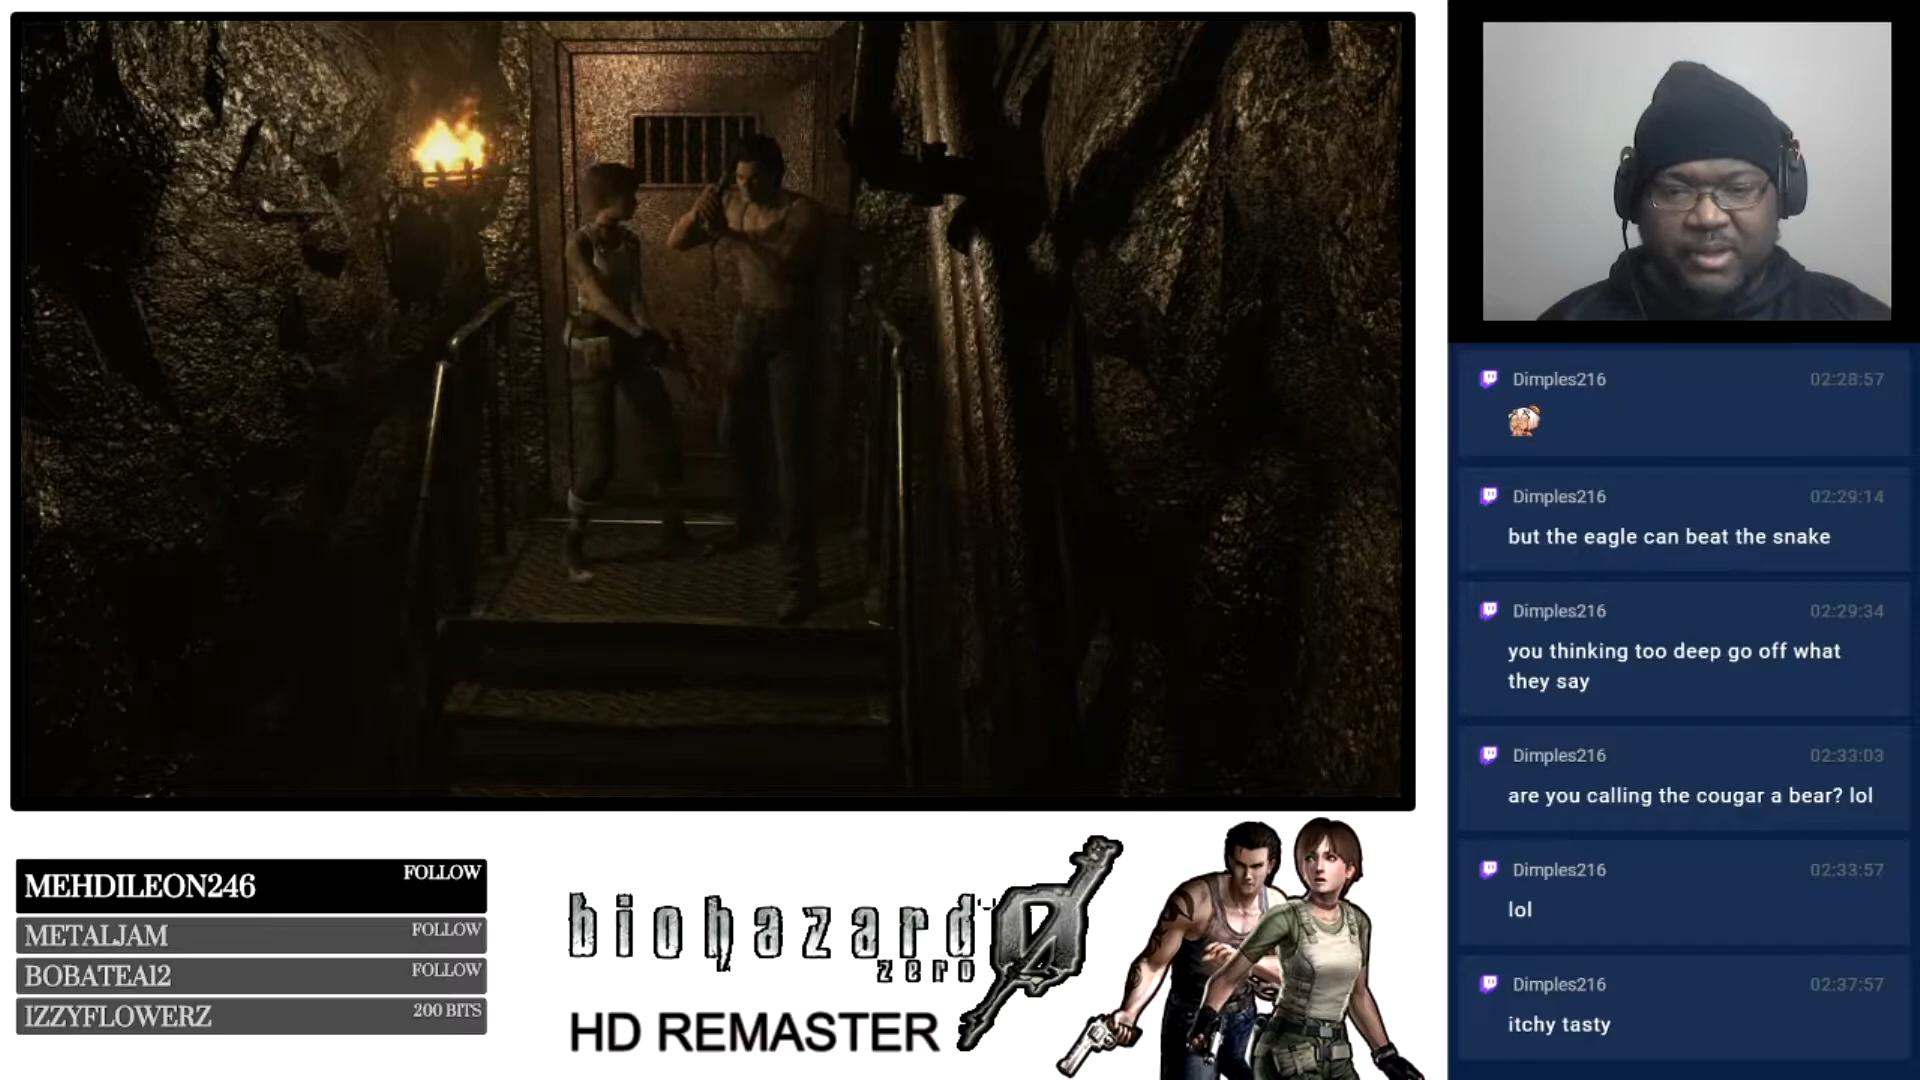 Dimples216 02:28:57
Dimples216 02:29:14
but the eagle can beat the snake
Dimples216 02:29:34
you thinking too deep go off what
they say
Dimples216 02:33:03
are you calling the cougar a bear? lol
Dimples216 02:33:57
lol
Dimples216 02:37:57
itchy tasty
MEHDILEON246 FOLLOW
METALJAM FOLLOW
BOBATEA12 FOLLOW
IZZYFLOWERZ 200 BITS
biohazard 0
zero
HD REMASTER